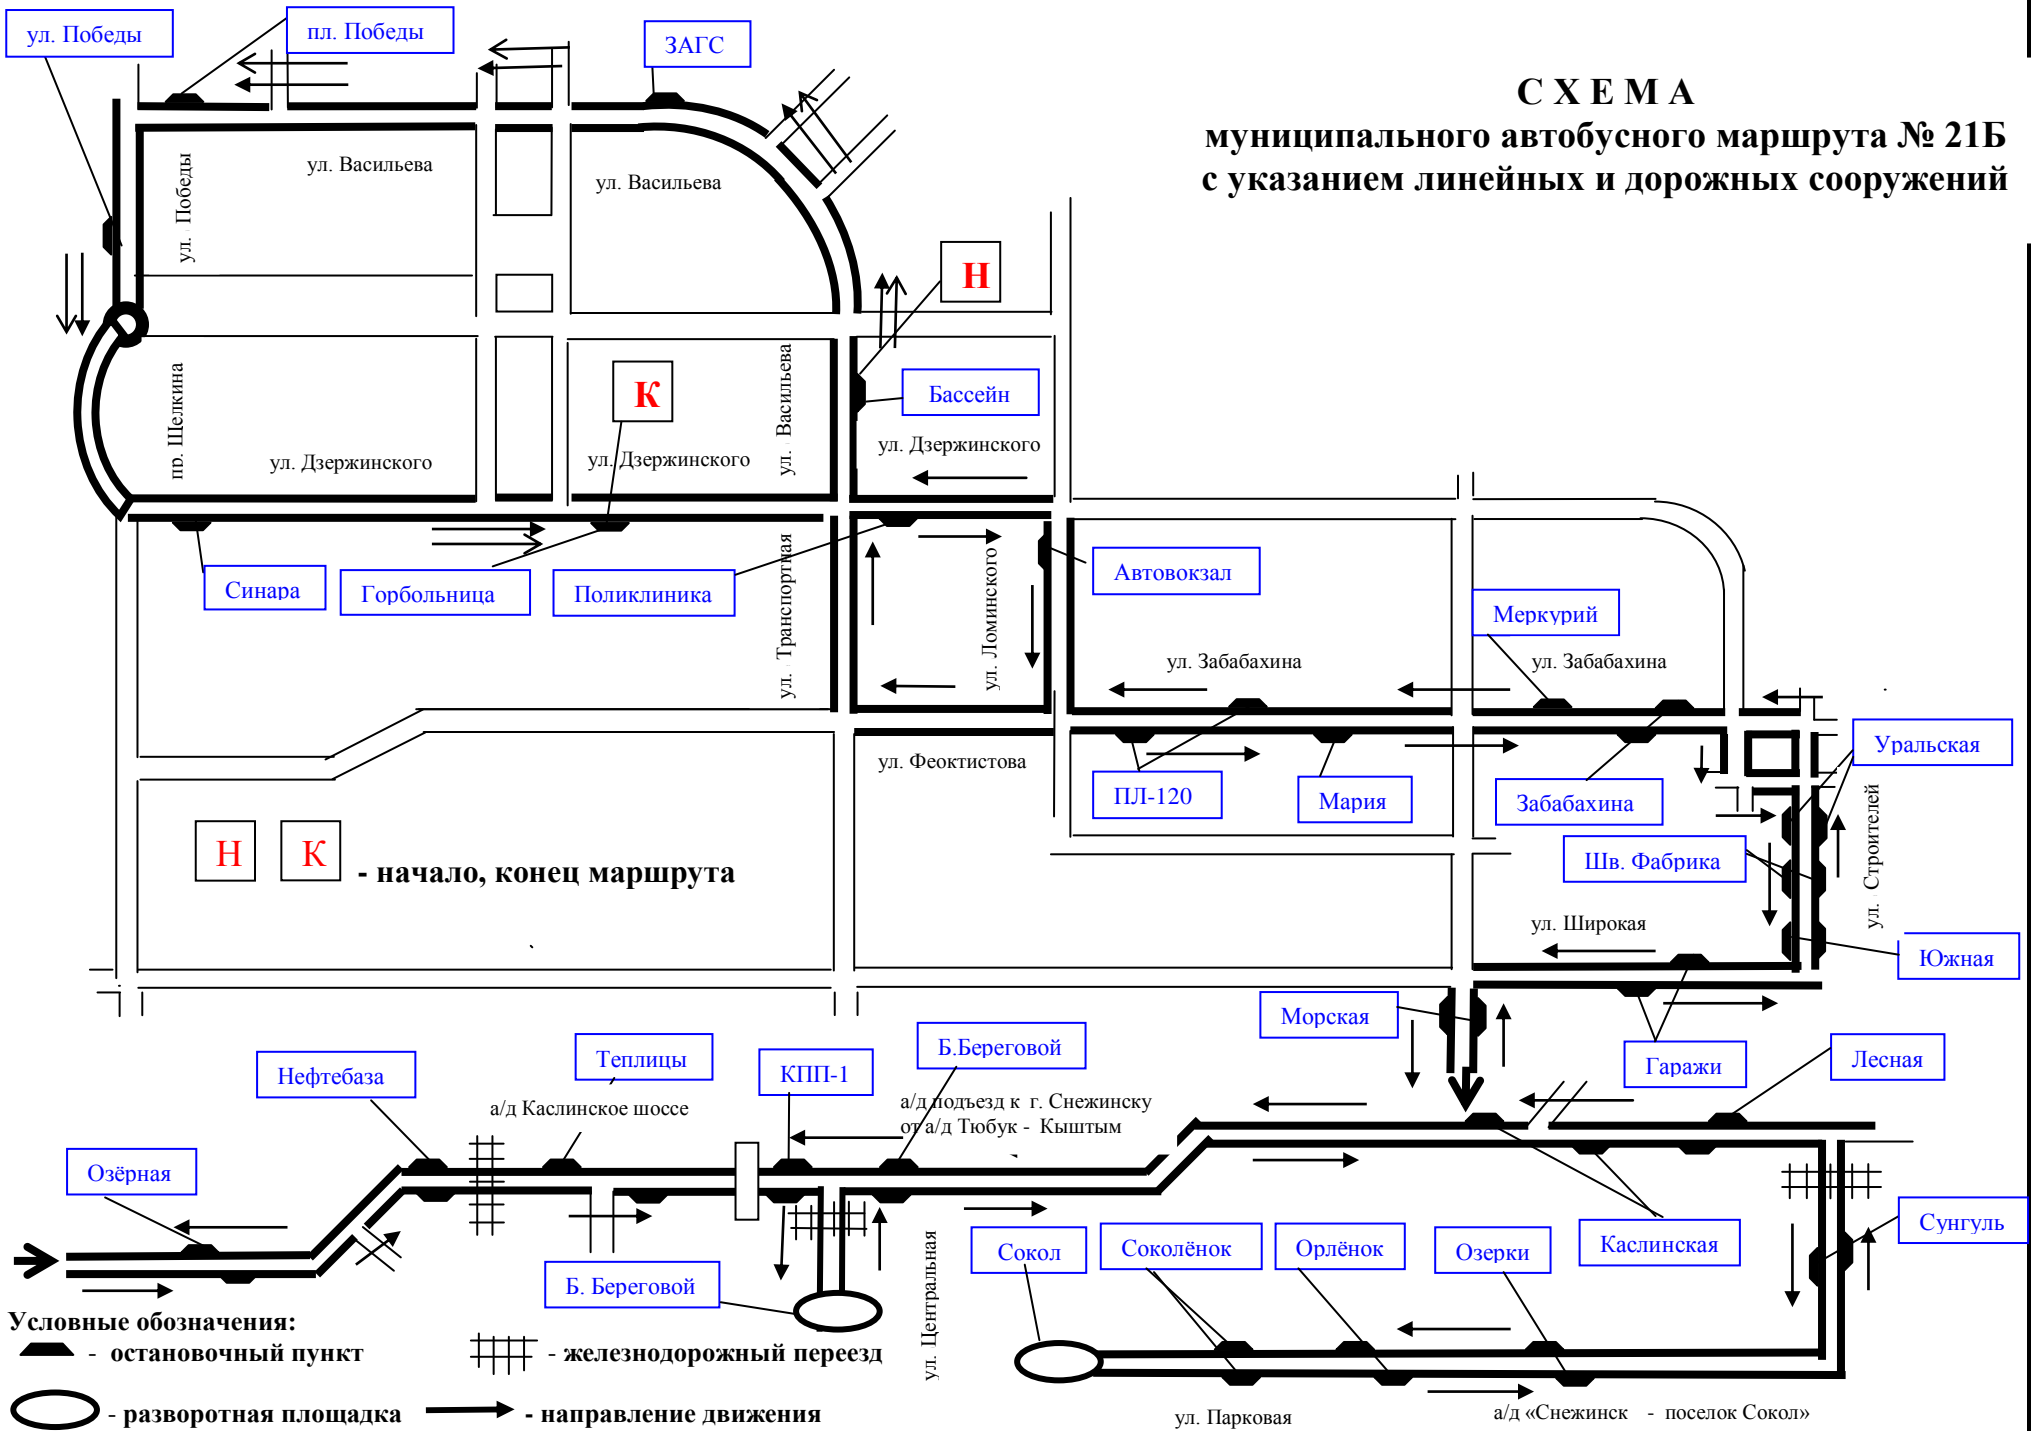 ул. Победы
пл. Победы
ЗАГС
С Х Е М А
муниципального автобусного маршрута № 21Б
с указанием линейных и дорожных сооружений
ул. Васильева
ул. Васильева
ул. Победы
Н
К
Бассейн
пр. Щелкина
ул. Васильева
ул. Дзержинского
ул. Дзержинского
ул. Дзержинского
Синара
Горбольница
Поликлиника
ул. Транспортная
ул. Ломинского
Автовокзал
Меркурий
ул. Забабахина
ул. Забабахина
ул. Феоктистова
ПЛ-120
Мария
Забабахина
Уральская
Шв. Фабрика
ул. Строителей
Н
К
- начало, конец маршрута
ул. Широкая
Южная
Морская
Гаражи
Лесная
Нефтебаза
Теплицы
КПП-1
Б.Береговой
а/д Каслинское шоссе
а/д подъезд к г. Снежинску
от а/д Тюбук - Кыштым
Озёрная
Б. Береговой
ул. Центральная
Сокол
Соколёнок
Орлёнок
Озерки
Каслинская
Сунгуль
Условные обозначения:
- остановочный пункт
- железнодорожный переезд
- разворотная площадка
- направление движения
ул. Парковая
а/д «Снежинск - поселок Сокол»